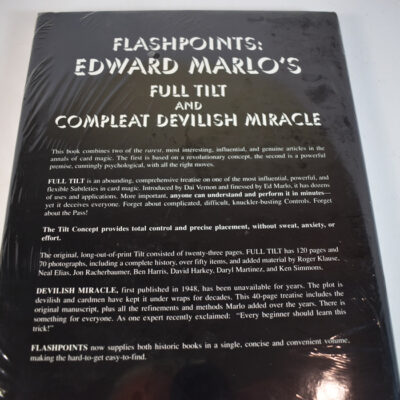 FLASHPOINTS:
EDWARD MARLO'S
FULL TILT
AND
COMPLEAT DEVILISH MIRACLE
This book combines two of the rarest, most interesting, influential, and genuine articles in the
annals of card magic. The first is based on a revolutionary concept, the second is a powerful
premise, cunningly psychological, with all the right moves.
FULL TILT is an abounding, comprehensive treatise on one of the most influential, powerful, and
flexible Subtleties in card magic. Introduced by Dai Vernon and finessed by Ed Marlo, it has dozens
of uses and applications. More important, anyone can understand and perform it in minutes—
yet it deceives everyone. Forget about complicated, difficult, knuckle-busting Controls. Forget
about the Pass!
The Tilt Concept provides total control and precise placement, without sweat, anxiety, or
effort.
The original, long-out-of-print Tilt consisted of twenty-three pages. FULL TILT has 120 pages and
70 photographs, including a complete history, over fifty items, and added material by Roger Klause,
Neal Elias, Jon Racherbaumer, Ben Harris, David Harkey, Daryl Martinez, and Ken Simmons.
DEVILISH MIRACLE, first published in 1948, has been unavailable for years. The plot is
devilish and cardmen have kept it under wraps for decades. This 40-page treatise includes the
original manuscript, plus all the refinements and methods Marlo added over the years. There is
something for everyone. As one expert recently exclaimed: "Every beginner should learn this
trick!"
FLASHPOINTS now supplies both historic books in a single, concise and convenient volume,
making the hard-to-get easy-to-find.